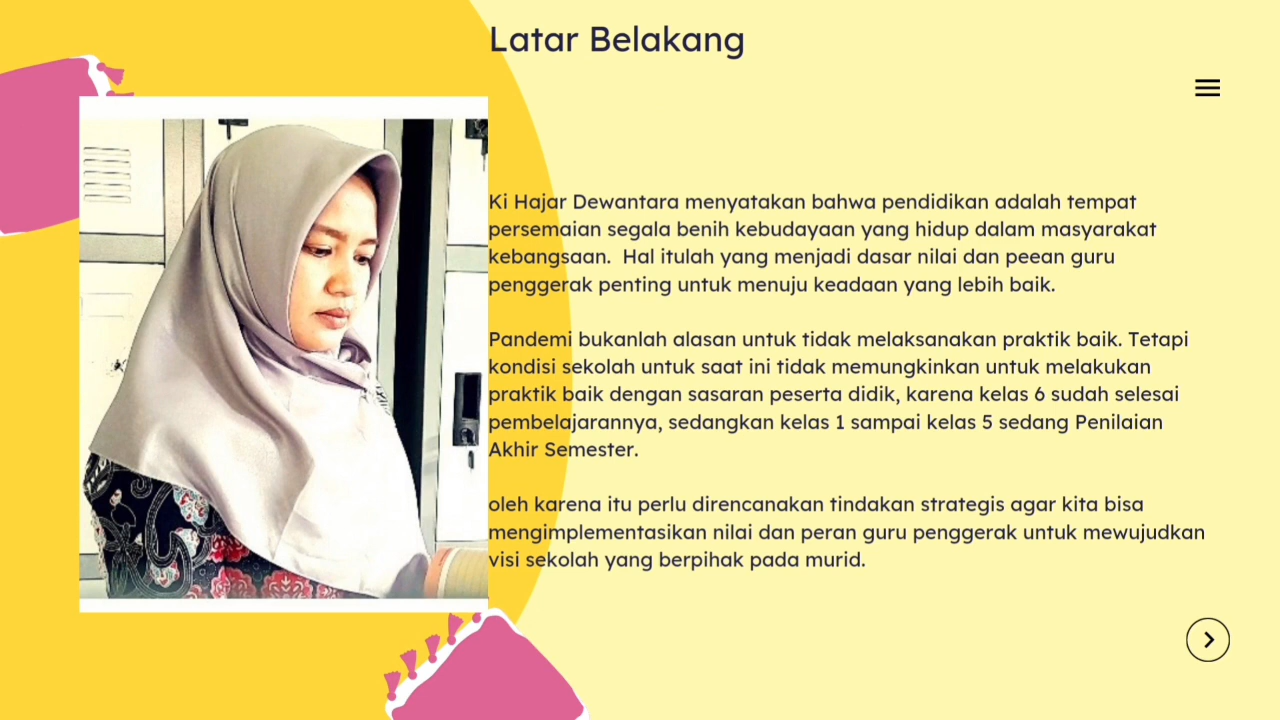 Latar Belakang
Ki Hajar Dewantara menyatakan bahwa pendidikan adalah tempat
persemaian segala benih kebudayaan yang hidup dalam masyarakat
kebangsaan.  Hal itulah yang menjadi dasar nilai dan peean guru
penggerak penting untuk menuju keadaan yang lebih baik.
Pandemi bukanlah alasan untuk tidak melaksanakan praktik baik. Tetapi
kondisi sekolah untuk saat ini tidak memungkinkan untuk melakukan
praktik baik dengan sasaran peserta didik, karena kelas 6 sudah selesai
pembelajarannya, sedangkan kelas 1 sampai kelas 5 sedang Penilaian
Akhir Semester.
oleh karena itu perlu direncanakan tindakan strategis agar kita bisa
mengimplementasikan nilai dan peran guru penggerak untuk mewujudkan
visi sekolah yang berpihak pada murid.